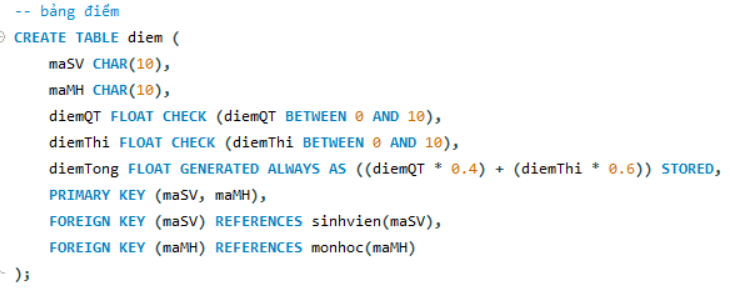 -- bảng điểm
CREATE TABLE diem (
maSV CHAR(10),
maMH CHAR(10),
diemQT FLOAT CHECK (diemQT BETWEEN 0 AND 10),
diemThi FLOAT CHECK (diemThi BETWEEN 0 AND 10),
diemTong FLOAT GENERATED ALWAYS AS ((diemQT * 0.4) + (diemThi * 0.6)) STORED,
PRIMARY KEY (maSV, maMH),
FOREIGN KEY (maSV) REFERENCES sinhvien(maSV),
FOREIGN KEY (maMH) REFERENCES monhoc(maMH)
);